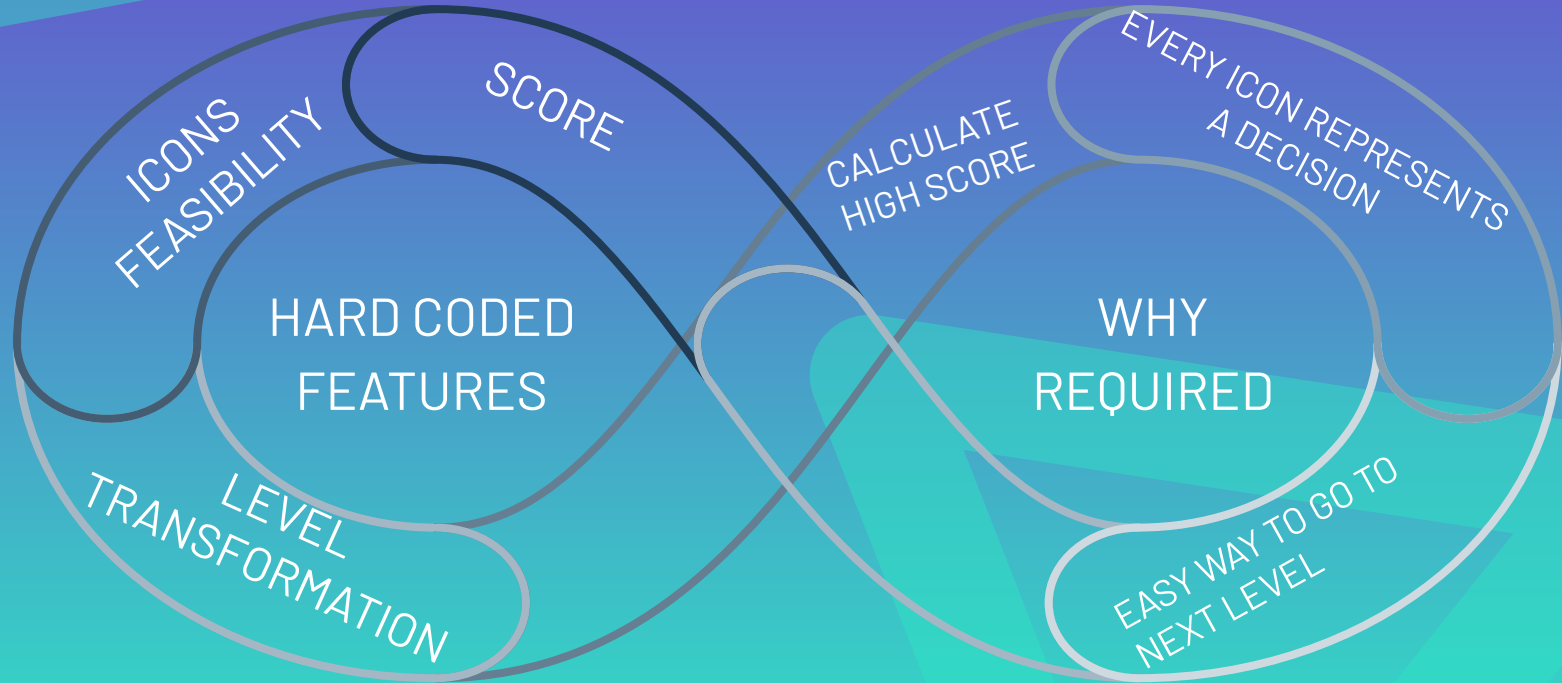 ICONS
FEASIBILITY
SCORE
HARD CODED
FEATURES
LEVEL
TRANSFORMATION
CALCULATE
HIGH SCORE
EVERY ICON REPRESENTS
A DECISION
WHY
REQUIRED
EASY WAY TO GO TO
NEXT LEVEL